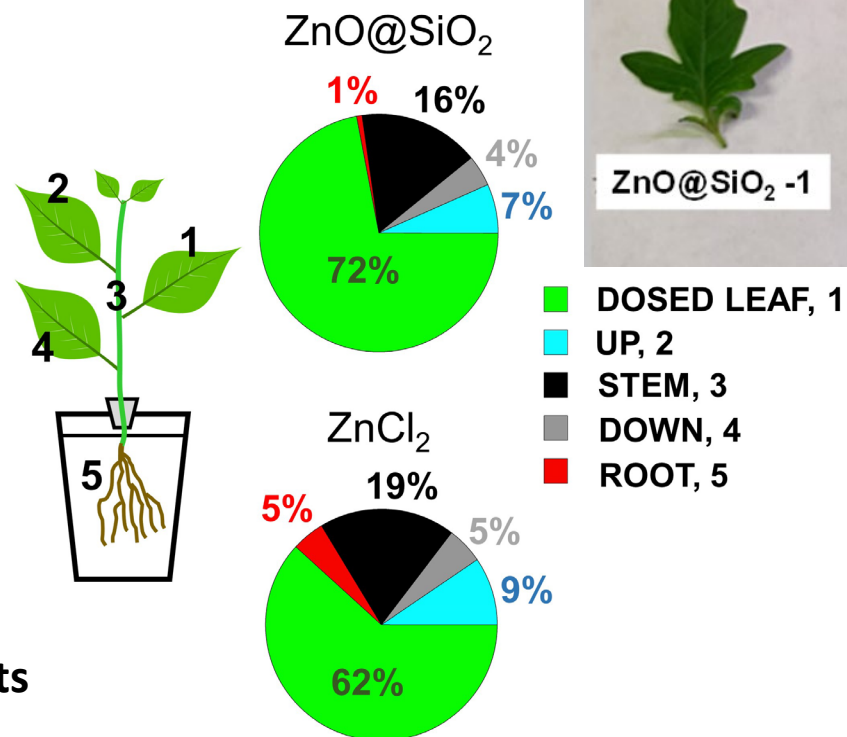 ZnO@SiO₂
1%
16%
4%
7%
72%
ZnO@SiO₂ -1
2
1
3
4
5
DOSED LEAF, 1
UP, 2
STEM, 3
DOWN, 4
ROOT, 5
ZnCl₂
19%
5%
5%
9%
62%
ts